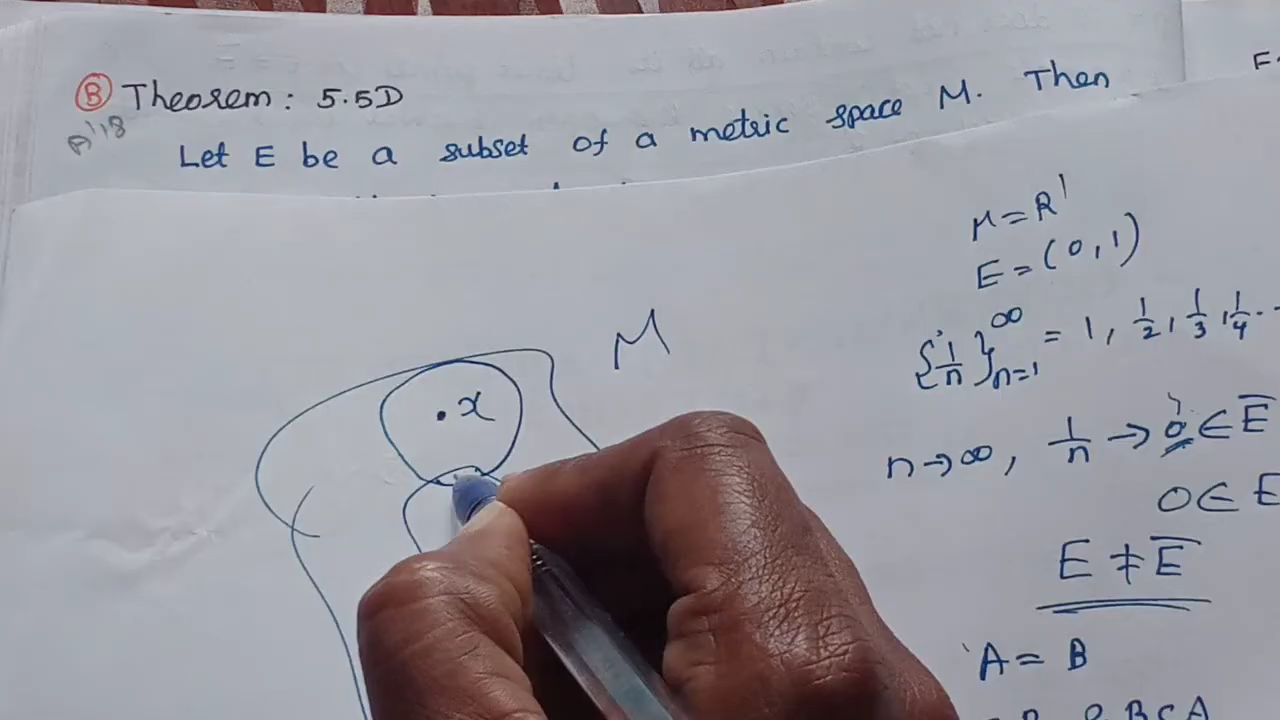 Ⓑ Theorem: 5.5D
A'18
Let E be a subset of a metric space M. Then
M
x
M = R¹
E = (0,1)
{1/n}∞n=1 = 1, 1/2, 1/3, 1/4...
n→∞, 1/n → 0 ∈ E̅
0 ∈ E
E ≠ E̅
A = B
B ⊂ A